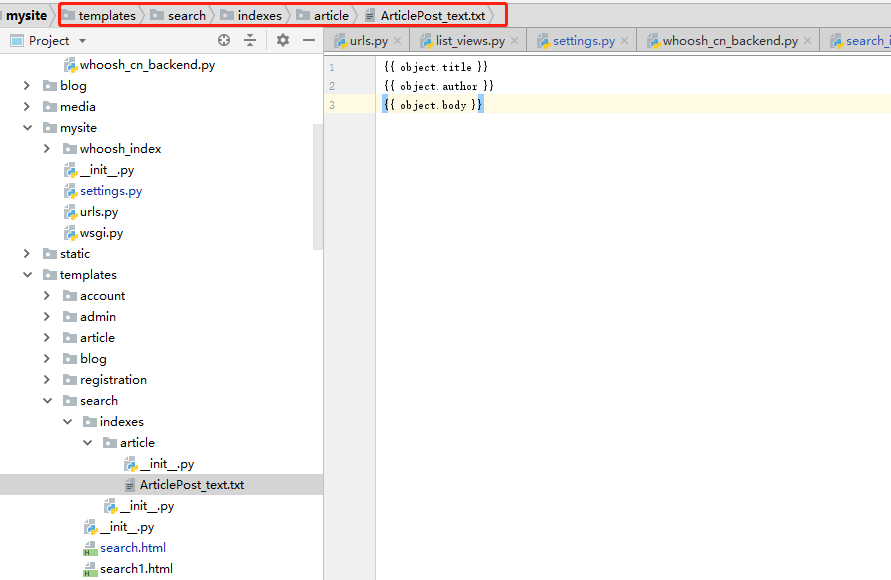 mysite templates search indexes article ArticlePost_text.txt
Project
urls.py list_views.py settings.py whoosh_cn_backend.py search_i
whoosh_cn_backend.py
blog
media
mysite
whoosh_index
__init__.py
settings.py
urls.py
wsgi.py
static
templates
account
admin
article
blog
registration
search
indexes
article
__init__.py
ArticlePost_text.txt
__init__.py
__init__.py
search.html
search1.html
1 {{ object.title }}
2 {{ object.author }}
3 {{ object.body }}